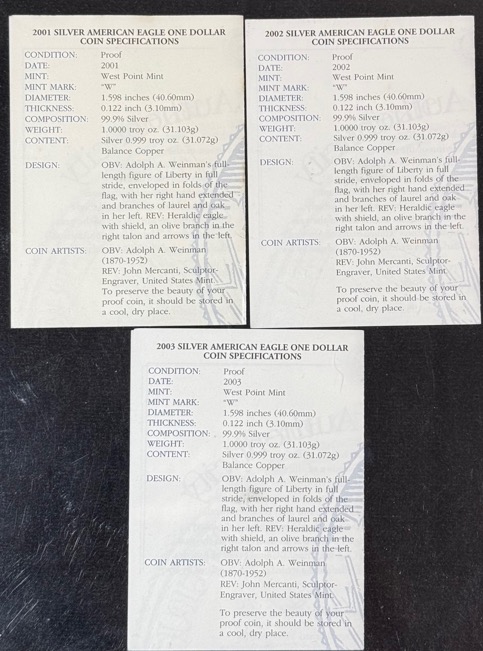 2001 SILVER AMERICAN EAGLE ONE DOLLAR
COIN SPECIFICATIONS
CONDITION: Proof
DATE: 2001
MINT: West Point Mint
MINT MARK: "W"
DIAMETER: 1.598 inches (40.60mm)
THICKNESS: 0.122 inch (3.10mm)
COMPOSITION: 99.9% Silver
WEIGHT: 1.0000 troy oz. (31.103g)
CONTENT: Silver 0.999 troy oz. (31.072g)
Balance Copper
DESIGN: OBV: Adolph A. Weinman's full-
length figure of Liberty in full
stride, enveloped in folds of the
flag, with her right hand extended
and branches of laurel and oak
in her left. REV: Heraldic eagle
with shield, an olive branch in the
right talon and arrows in the left.
COIN ARTISTS: OBV: Adolph A. Weinman
(1870-1952)
REV: John Mercanti, Sculptor-
Engraver, United States Mint
To preserve the beauty of your
proof coin, it should be stored in
a cool, dry place.
2002 SILVER AMERICAN EAGLE ONE DOLLAR
COIN SPECIFICATIONS
CONDITION: Proof
DATE: 2002
MINT: West Point Mint
MINT MARK: "W"
DIAMETER: 1.598 inches (40.60mm)
THICKNESS: 0.122 inch (3.10mm)
COMPOSITION: 99.9% Silver
WEIGHT: 1.0000 troy oz. (31.103g)
CONTENT: Silver 0.999 troy oz. (31.072g)
Balance Copper
DESIGN: OBV: Adolph A. Weinman's full-
length figure of Liberty in full
stride, enveloped in folds of the
flag, with her right hand extended
and branches of laurel and oak
in her left. REV: Heraldic eagle
with shield, an olive branch in the
right talon and arrows in the left.
COIN ARTISTS: OBV: Adolph A. Weinman
(1870-1952)
REV: John Mercanti, Sculptor-
Engraver, United States Mint
To preserve the beauty of your
proof coin, it should be stored in
a cool, dry place.
2003 SILVER AMERICAN EAGLE ONE DOLLAR
COIN SPECIFICATIONS
CONDITION: Proof
DATE: 2003
MINT: West Point Mint
MINT MARK: "W"
DIAMETER: 1.598 inches (40.60mm)
THICKNESS: 0.122 inch (3.10mm)
COMPOSITION: 99.9% Silver
WEIGHT: 1.0000 troy oz. (31.103g)
CONTENT: Silver 0.999 troy oz. (31.072g)
Balance Copper
DESIGN: OBV: Adolph A. Weinman's full-
length figure of Liberty in full
stride, enveloped in folds of the
flag, with her right hand extended
and branches of laurel and oak
in her left. REV: Heraldic eagle
with shield, an olive branch in the
right talon and arrows in the left.
COIN ARTISTS: OBV: Adolph A. Weinman
(1870-1952)
REV: John Mercanti, Sculptor-
Engraver, United States Mint
To preserve the beauty of your
proof coin, it should be stored in
a cool, dry place.